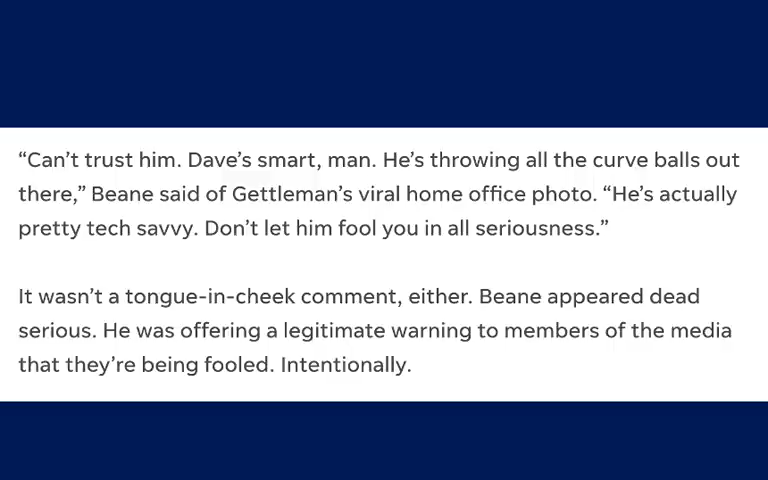 “Can’t trust him. Dave’s smart, man. He’s throwing all the curve balls out
there,” Beane said of Gettleman’s viral home office photo. “He’s actually
pretty tech savvy. Don’t let him fool you in all seriousness.”
It wasn’t a tongue-in-cheek comment, either. Beane appeared dead
serious. He was offering a legitimate warning to members of the media
that they’re being fooled. Intentionally.